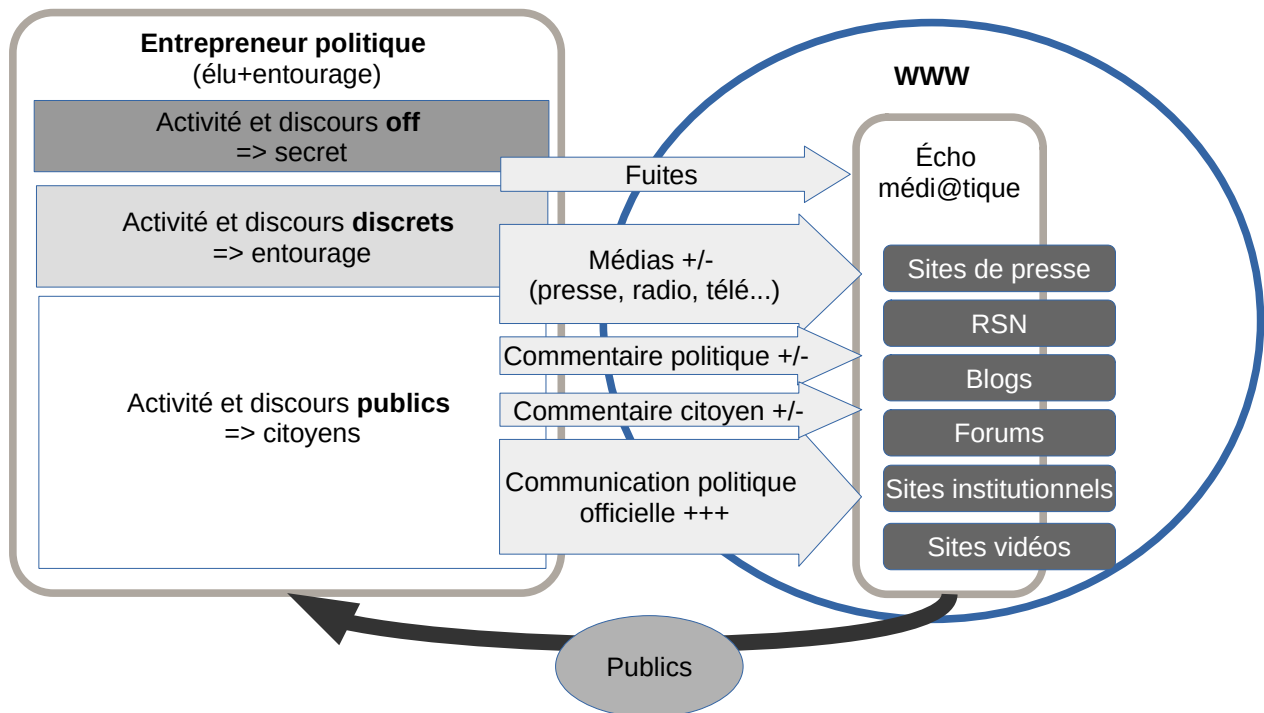 Entrepreneur politique
(élu+entourage)
Activité et discours off
=> secret
Activité et discours discrets
=> entourage
Activité et discours publics
=> citoyens
Fuites
Médias +/-
(presse, radio, télé...)
Commentaire politique +/-
Commentaire citoyen +/-
Communication politique
officielle +++
WWW
Écho
médi@tique
Sites de presse
RSN
Blogs
Forums
Sites institutionnels
Sites vidéos
Publics